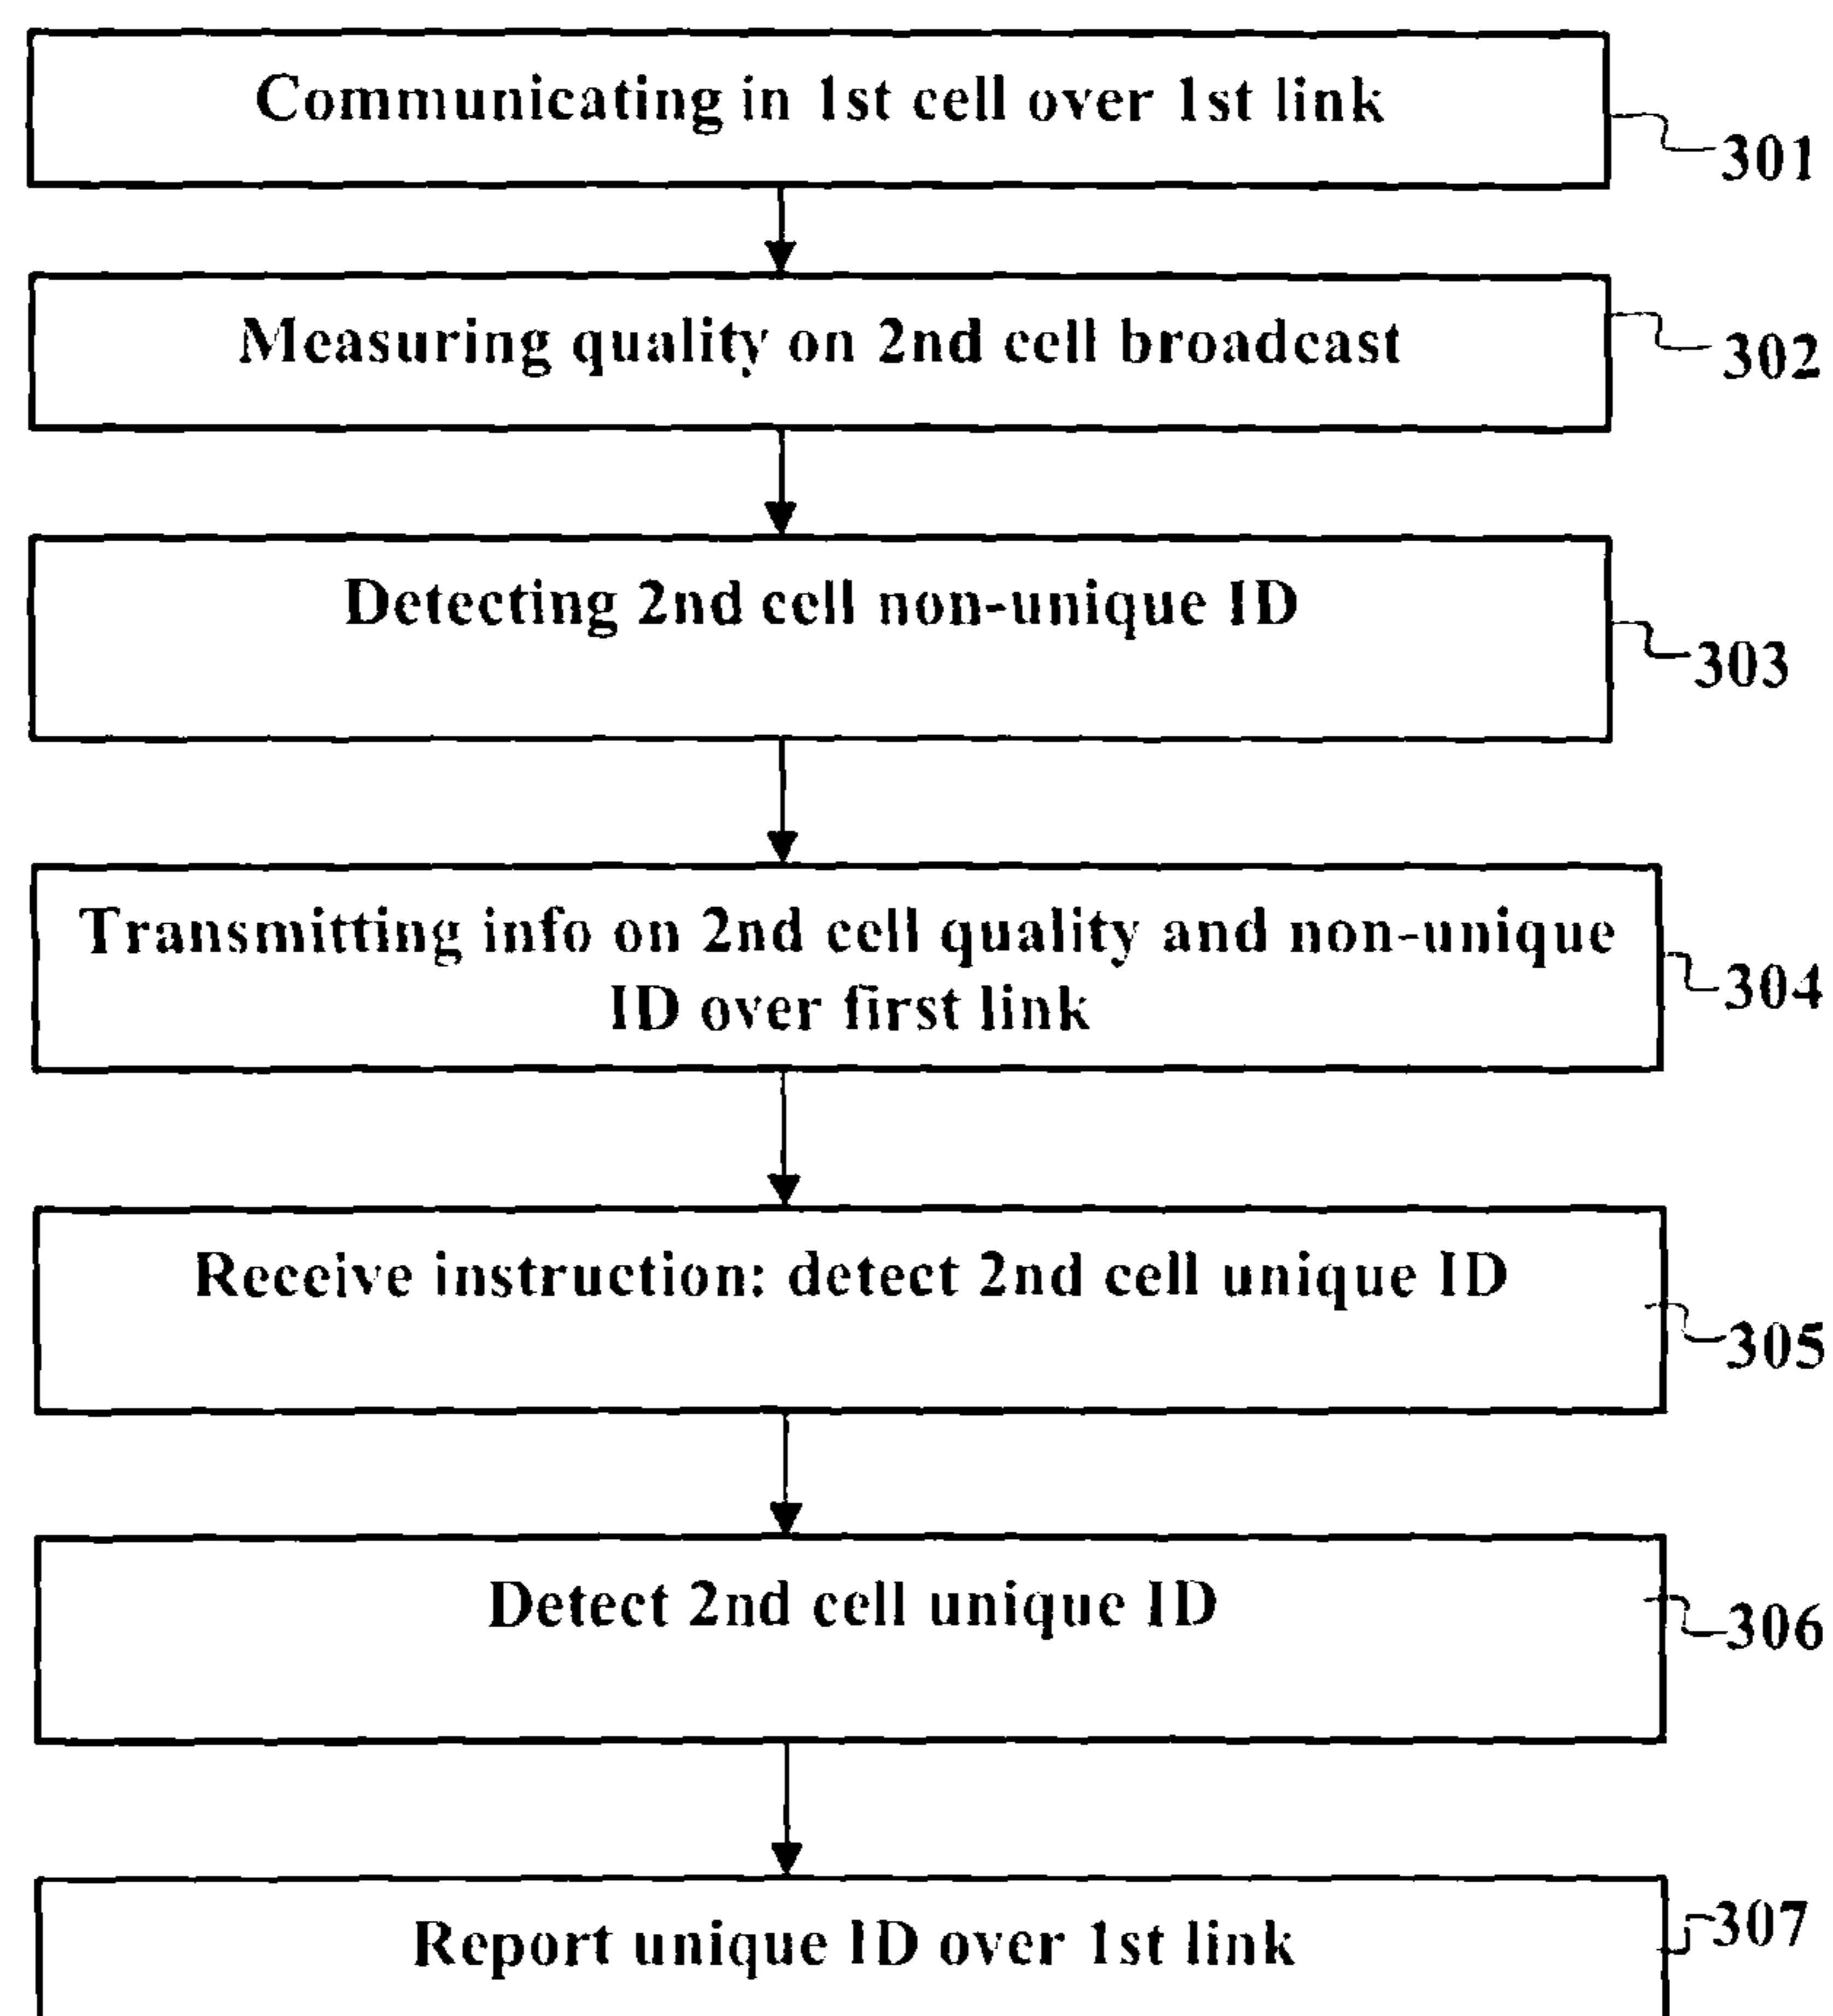 Communicating in 1st cell over 1st link
301
Measuring quality on 2nd cell broadcast
302
Detecting 2nd cell non-unique ID
303
Transmitting info on 2nd cell quality and non-unique
ID over first link
304
Receive instruction: detect 2nd cell unique ID
305
Detect 2nd cell unique ID
306
Report unique ID over 1st link
307